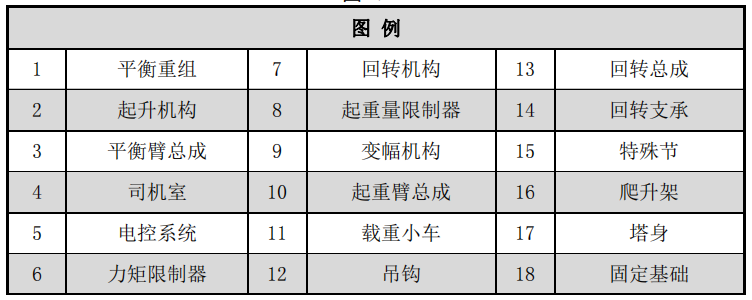 图 例
1 平衡重组 7 回转机构 13 回转总成
2 起升机构 8 起重量限制器 14 回转支承
3 平衡臂总成 9 变幅机构 15 特殊节
4 司机室 10 起重臂总成 16 爬升架
5 电控系统 11 载重小车 17 塔身
6 力矩限制器 12 吊钩 18 固定基础